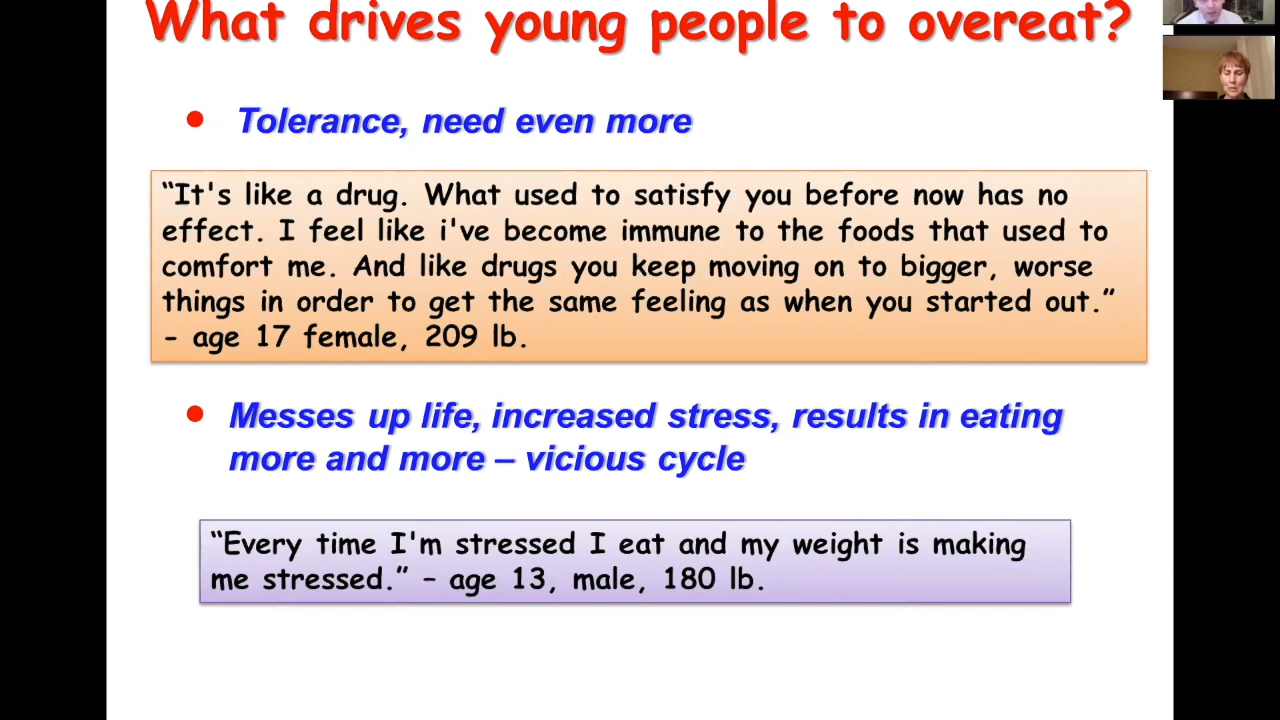 What drives young people to overeat?
• Tolerance, need even more
“It's like a drug. What used to satisfy you before now has no
effect. I feel like i've become immune to the foods that used to
comfort me. And like drugs you keep moving on to bigger, worse
things in order to get the same feeling as when you started out.”
– age 17 female, 209 lb.
• Messes up life, increased stress, results in eating
more and more – vicious cycle
“Every time I'm stressed I eat and my weight is making
me stressed.” – age 13, male, 180 lb.